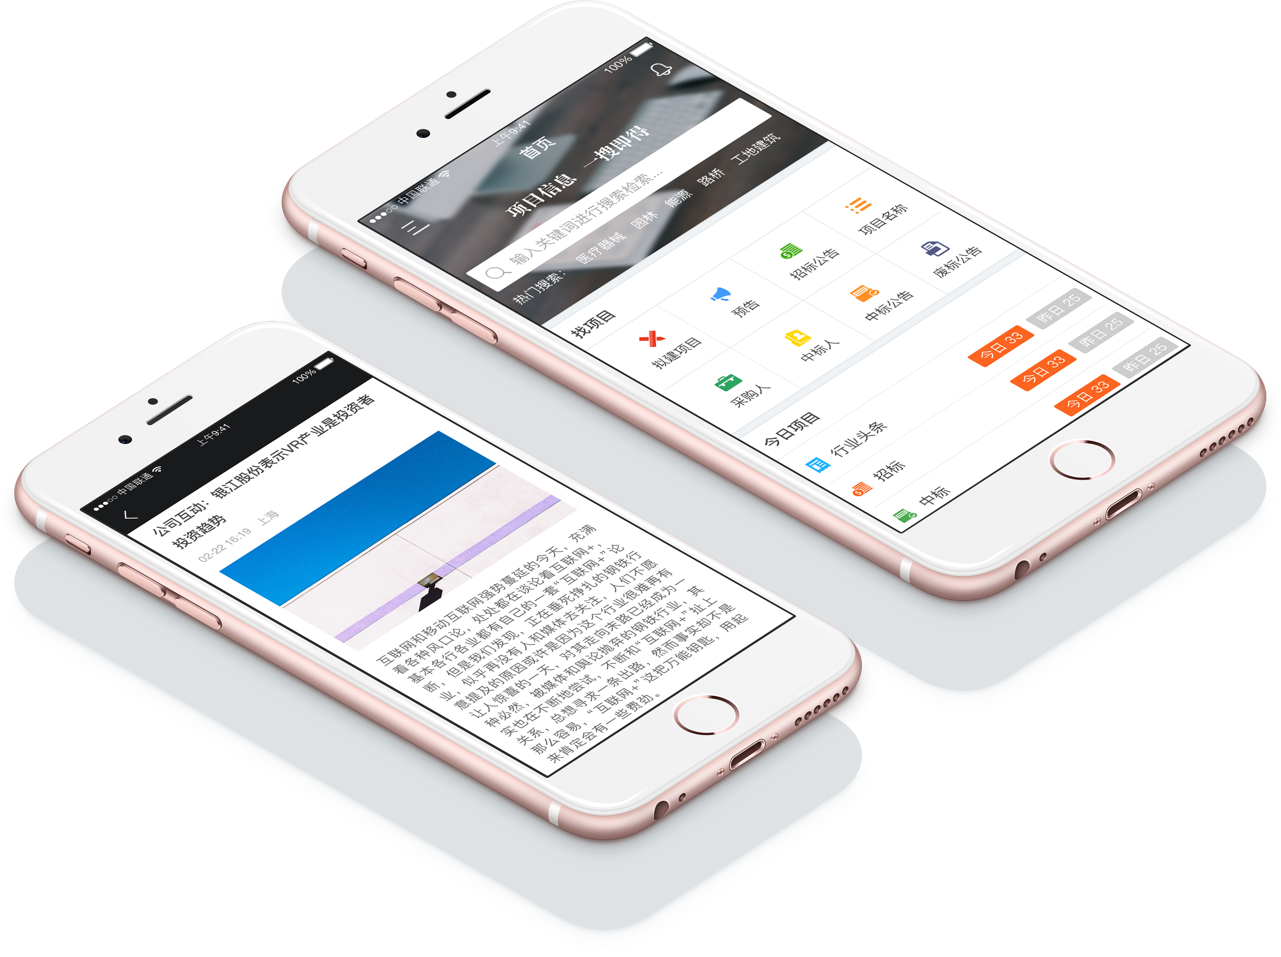 中国联通
上午9:41
100%
首页
项目信息 一搜即得
输入关键词进行搜索检索...
热门搜索：
医疗器械
园林
能源
路桥
工地建筑
找项目
拟建项目
预告
招标公告
项目名称
采购人
中标人
中标公告
废标公告
今日项目
行业头条
今日 33
昨日 25
招标
今日 33
昨日 25
中标
今日 33
昨日 25
中国联通
上午9:41
100%
公司互动：银江股份表示VR产业是投资者
投资趋势
02-22 16:19 上海
互联网和移动互联网强势蔓延的今天，充满
着各种风口论，处处都在谈论着互联网+，
基本各行各业都有自己的一套“互联网+”论
断，但是我们发现，正在垂死挣扎的钢铁行
业，似乎再没有人和媒体去关注，人们不愿
意提及的原因或许是因为这个行业很难再有
让人惊喜的一天，对其走向末路已经成为一
种必然，被媒体和舆论抛弃的钢铁行业，其
实也在不断地尝试，不断和“互联网+”扯上
关系，总想寻求一条出路，然而事实却不是
那么容易，“互联网+”这把万能钥匙，用起
来肯定会有一些费劲。